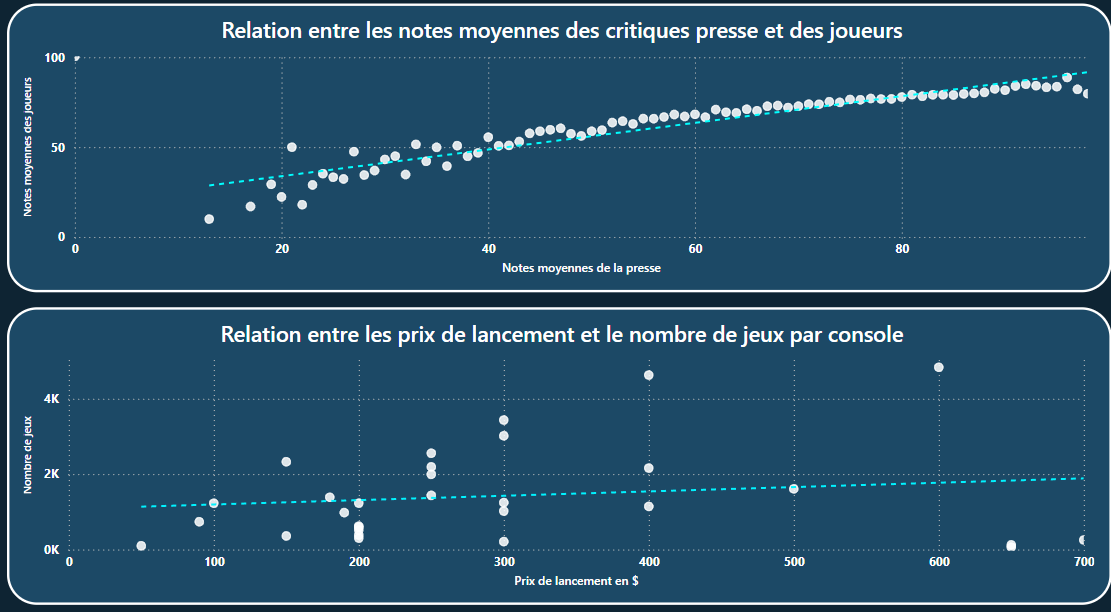 Relation entre les notes moyennes des critiques presse et des joueurs
Notes moyennes des joueurs
100
50
0
0 20 40 60 80
Notes moyennes de la presse
Relation entre les prix de lancement et le nombre de jeux par console
Nombre de jeux
4K
2K
0K
0 100 200 300 400 500 600 700
Prix de lancement en $